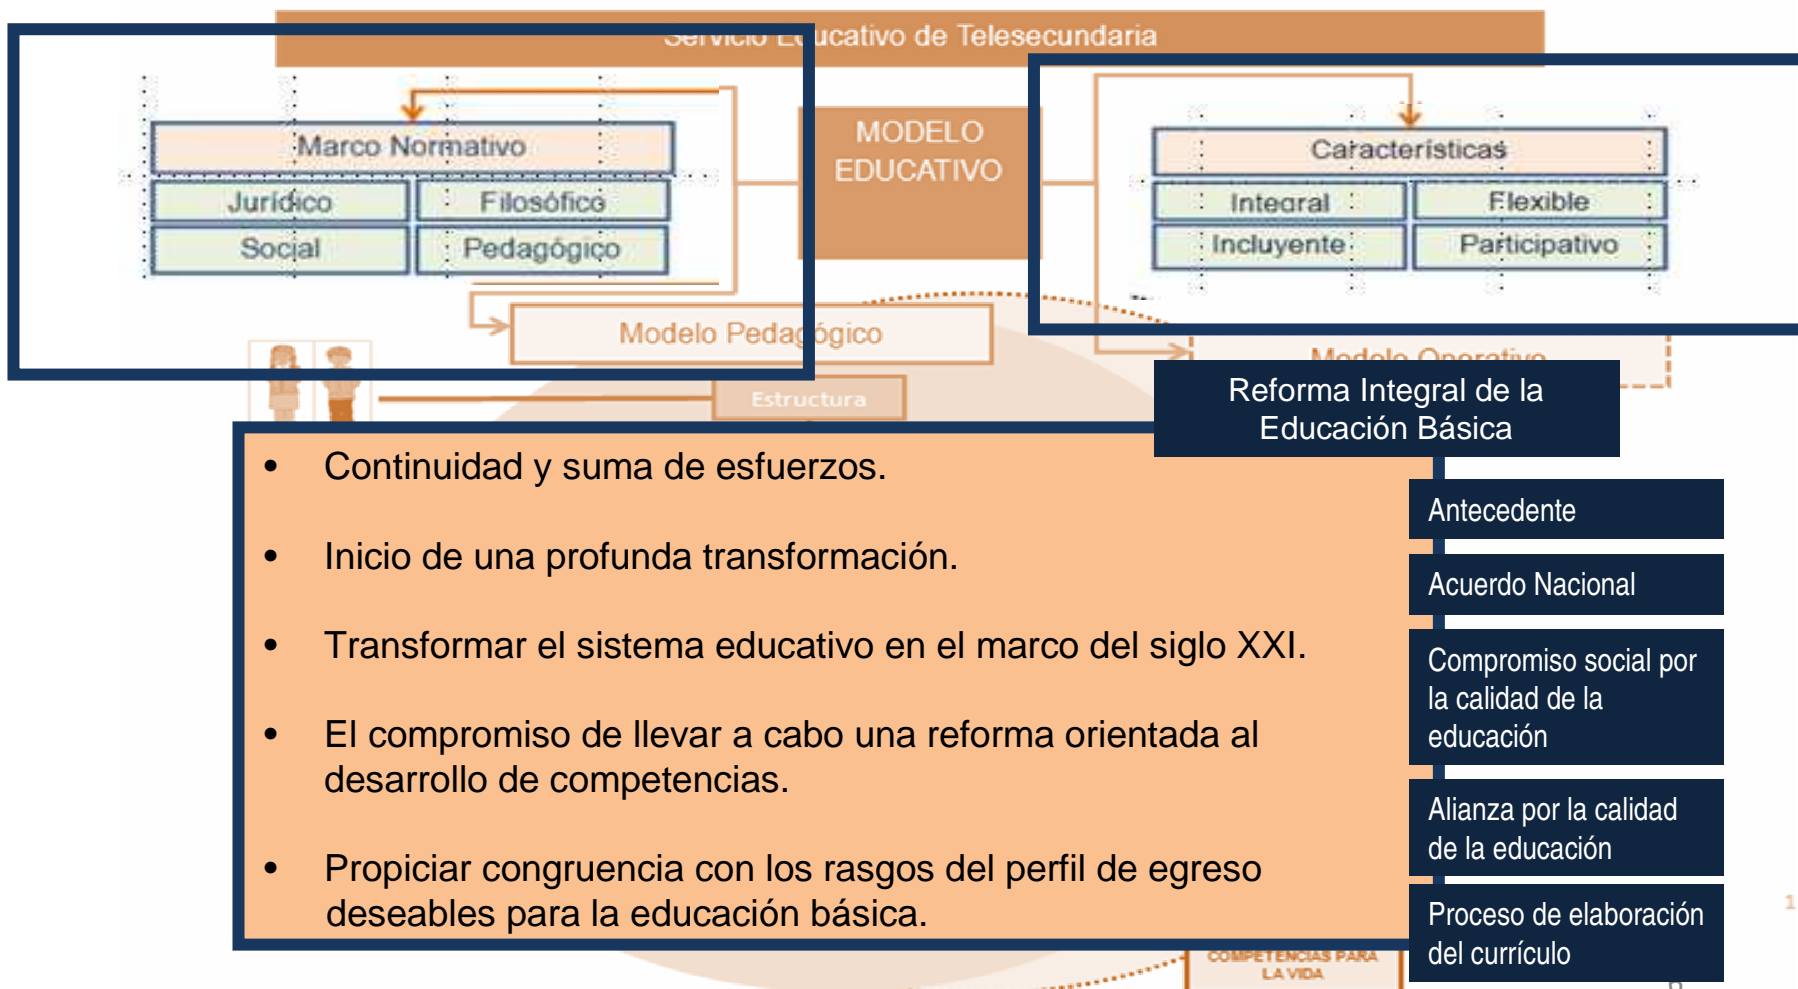 Servicio Educativo de Telesecundaria
MODELO
EDUCATIVO
Marco Normativo
Jurídico
Filosófico
Social
Pedagógico
Características
Integral
Flexible
Incluyente
Participativo
Modelo Pedagógico
Modelo Operativo
Estructura
Reforma Integral de la
Educación Básica
• Continuidad y suma de esfuerzos.
• Inicio de una profunda transformación.
• Transformar el sistema educativo en el marco del siglo XXI.
• El compromiso de llevar a cabo una reforma orientada al
desarrollo de competencias.
• Propiciar congruencia con los rasgos del perfil de egreso
deseables para la educación básica.
Antecedente
Acuerdo Nacional
Compromiso social por
la calidad de la
educación
Alianza por la calidad
de la educación
Proceso de elaboración
del currículo
1
COMPETENCIAS PARA
LA VIDA